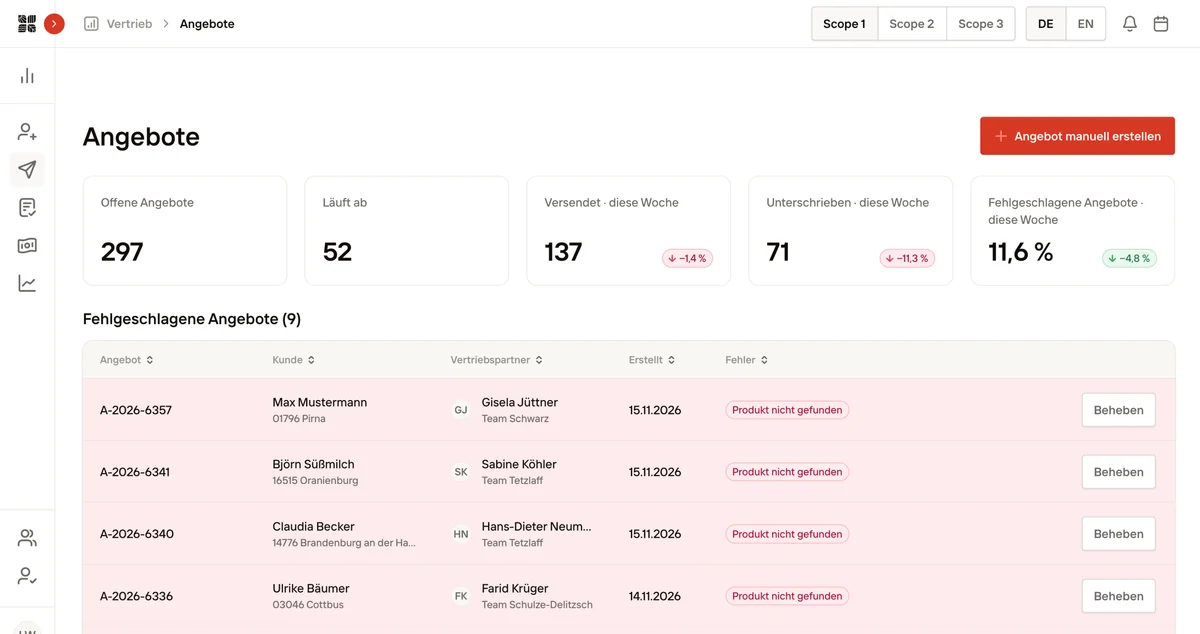 Vertrieb > Angebote
Scope 1 Scope 2 Scope 3
DE EN
Angebote
+ Angebot manuell erstellen
Offene Angebote
297
Läuft ab
52
Versendet · diese Woche
137
↓ −1,4 %
Unterschrieben · diese Woche
71
↓ −11,3 %
Fehlgeschlagene Angebote ·
diese Woche
11,6 %
↓ −4,8 %
Fehlgeschlagene Angebote (9)
Angebot Kunde Vertriebspartner Erstellt Fehler
A-2026-6357
Max Mustermann
01796 Pirna
GJ
Gisela Jüttner
Team Schwarz
15.11.2026
Produkt nicht gefunden
Beheben
A-2026-6341
Björn Süßmilch
16515 Oranienburg
SK
Sabine Köhler
Team Tetzlaff
15.11.2026
Produkt nicht gefunden
Beheben
A-2026-6340
Claudia Becker
14776 Brandenburg an der Ha...
HN
Hans-Dieter Neum...
Team Tetzlaff
15.11.2026
Produkt nicht gefunden
Beheben
A-2026-6336
Ulrike Bäumer
03046 Cottbus
FK
Farid Krüger
Team Schulze-Delitzsch
14.11.2026
Produkt nicht gefunden
Beheben